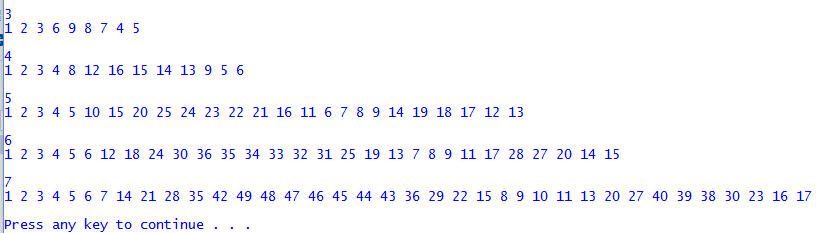 3
1 2 3 6 9 8 7 4 5
4
1 2 3 4 8 12 16 15 14 13 9 5 6
5
1 2 3 4 5 10 15 20 25 24 23 22 21 16 11 6 7 8 9 14 19 18 17 12 13
6
1 2 3 4 5 6 12 18 24 30 36 35 34 33 32 31 25 19 13 7 8 9 11 17 28 27 20 14 15
7
1 2 3 4 5 6 7 14 21 28 35 42 49 48 47 46 45 44 43 36 29 22 15 8 9 10 11 13 20 27 40 39 38 30 23 16 17
Press any key to continue . . .